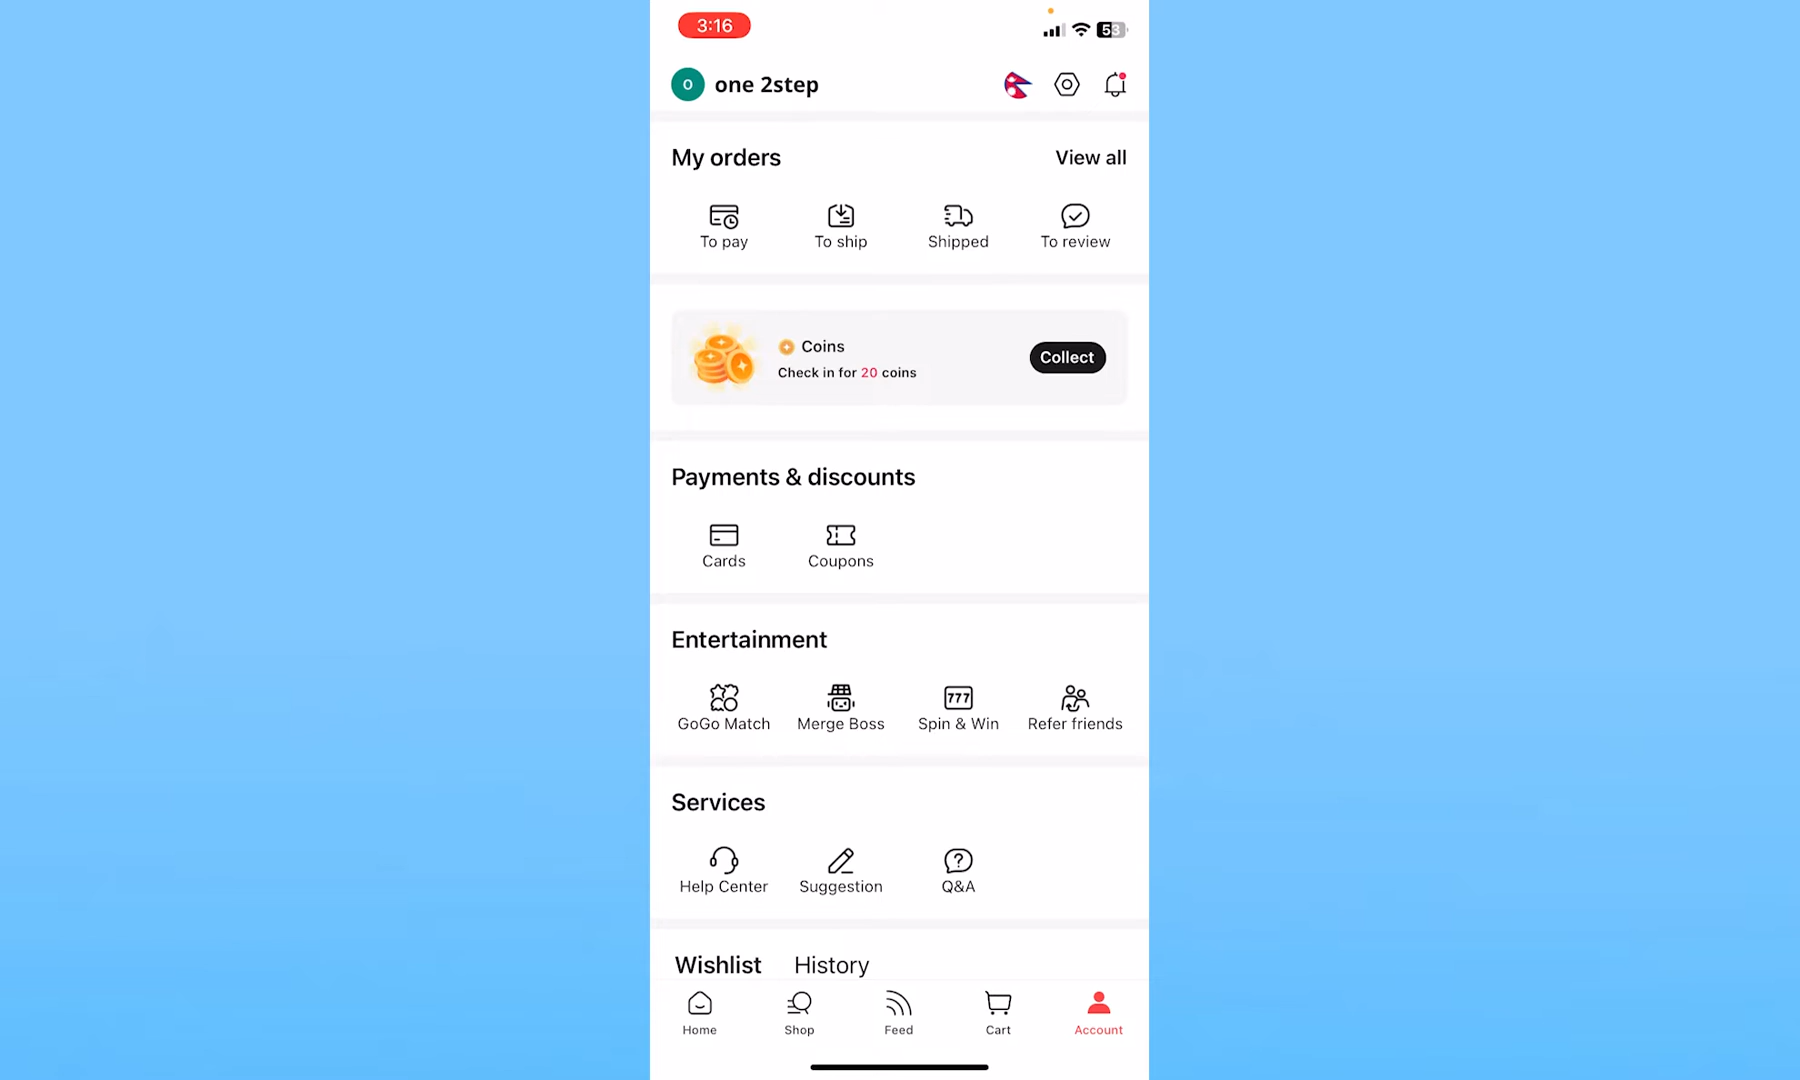 3:16
53
O one 2step
My orders View all
To pay To ship Shipped To review
Coins
Check in for 20 coins
Collect
Payments & discounts
Cards Coupons
Entertainment
777
GoGo Match Merge Boss Spin & Win Refer friends
Services
Help Center Suggestion Q&A
Wishlist History
Home Shop Feed Cart Account